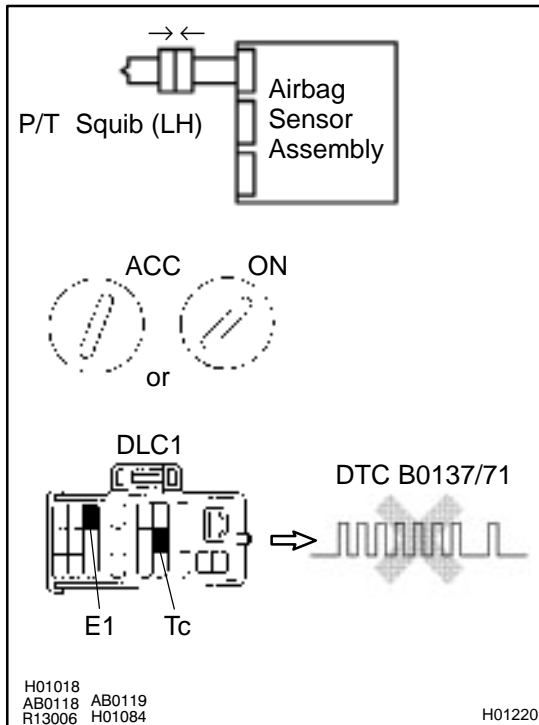 P/T Squib (LH)
Airbag
Sensor
Assembly
ACC
ON
or
DLC1
DTC B0137/71
E1
Tc
H01018
AB0118 AB0119
R13006 H01084
H01220